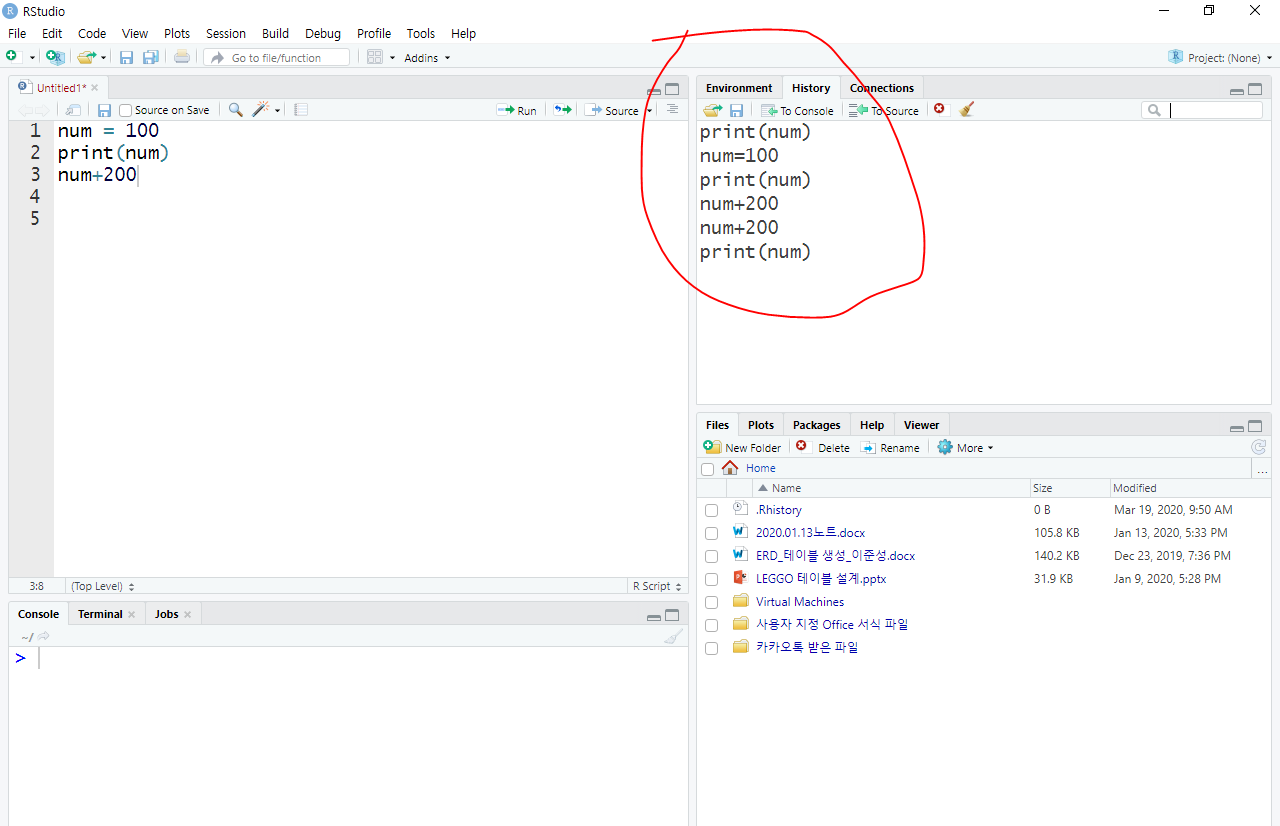 RStudio
File Edit Code View Plots Session Build Debug Profile Tools Help
Go to file/function Addins Project: (None)
Untitled1*
Source on Save Run Source
1 num = 100
2 print(num)
3 num+200
4
5
3:8 (Top Level) R Script
Console Terminal Jobs
~/
>
Environment History Connections
To Console To Source
print(num)
num=100
print(num)
num+200
num+200
print(num)
Files Plots Packages Help Viewer
New Folder Delete Rename More
Home ...
Name Size Modified
.Rhistory 0 B Mar 19, 2020, 9:50 AM
2020.01.13노트.docx 105.8 KB Jan 13, 2020, 5:33 PM
ERD_테이블 생성_이준성.docx 140.2 KB Dec 23, 2019, 7:36 PM
LEGGO 테이블 설계.pptx 31.9 KB Jan 9, 2020, 5:28 PM
Virtual Machines
사용자 지정 Office 서식 파일
카카오톡 받은 파일